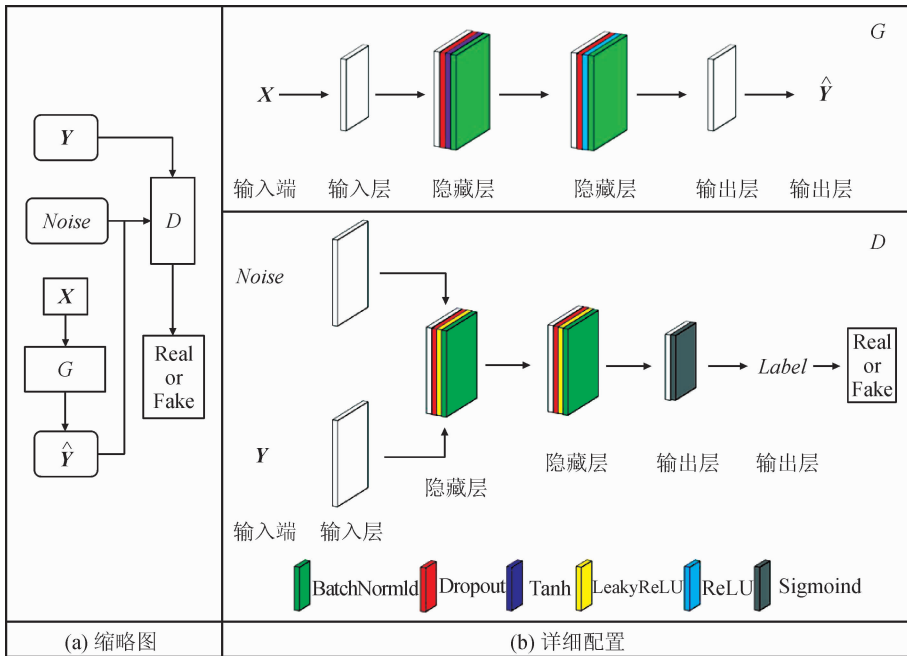 Y
Noise
D
X
G
Real
or
Fake
Ŷ
(a) 缩略图
G
X
Ŷ
输入端 输入层 隐藏层 隐藏层 输出层 输出层
D
Noise
Label
Real
or
Fake
Y
隐藏层 隐藏层 输出层 输出层
输入端 输入层
BatchNormld Dropout Tanh LeakyReLU ReLU Sigmoind
(b) 详细配置